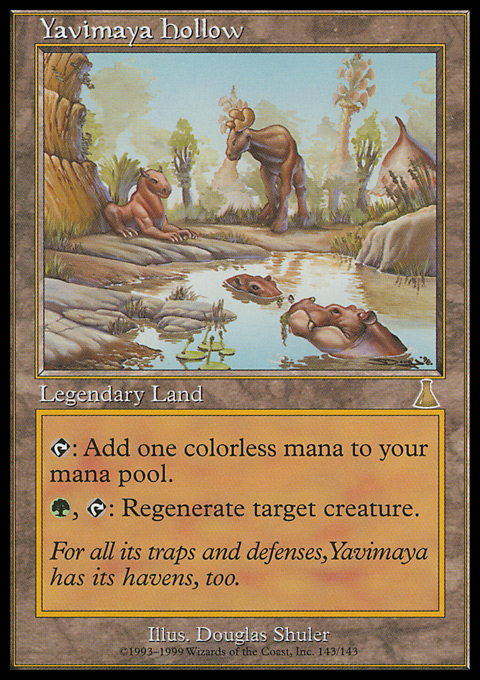 Yavimaya Hollow
Legendary Land
: Add one colorless mana to your
mana pool.
, : Regenerate target creature.
For all its traps and defenses, Yavimaya
has its havens, too.
Illus. Douglas Shuler
©1993–1999 Wizards of the Coast, Inc. 143/143